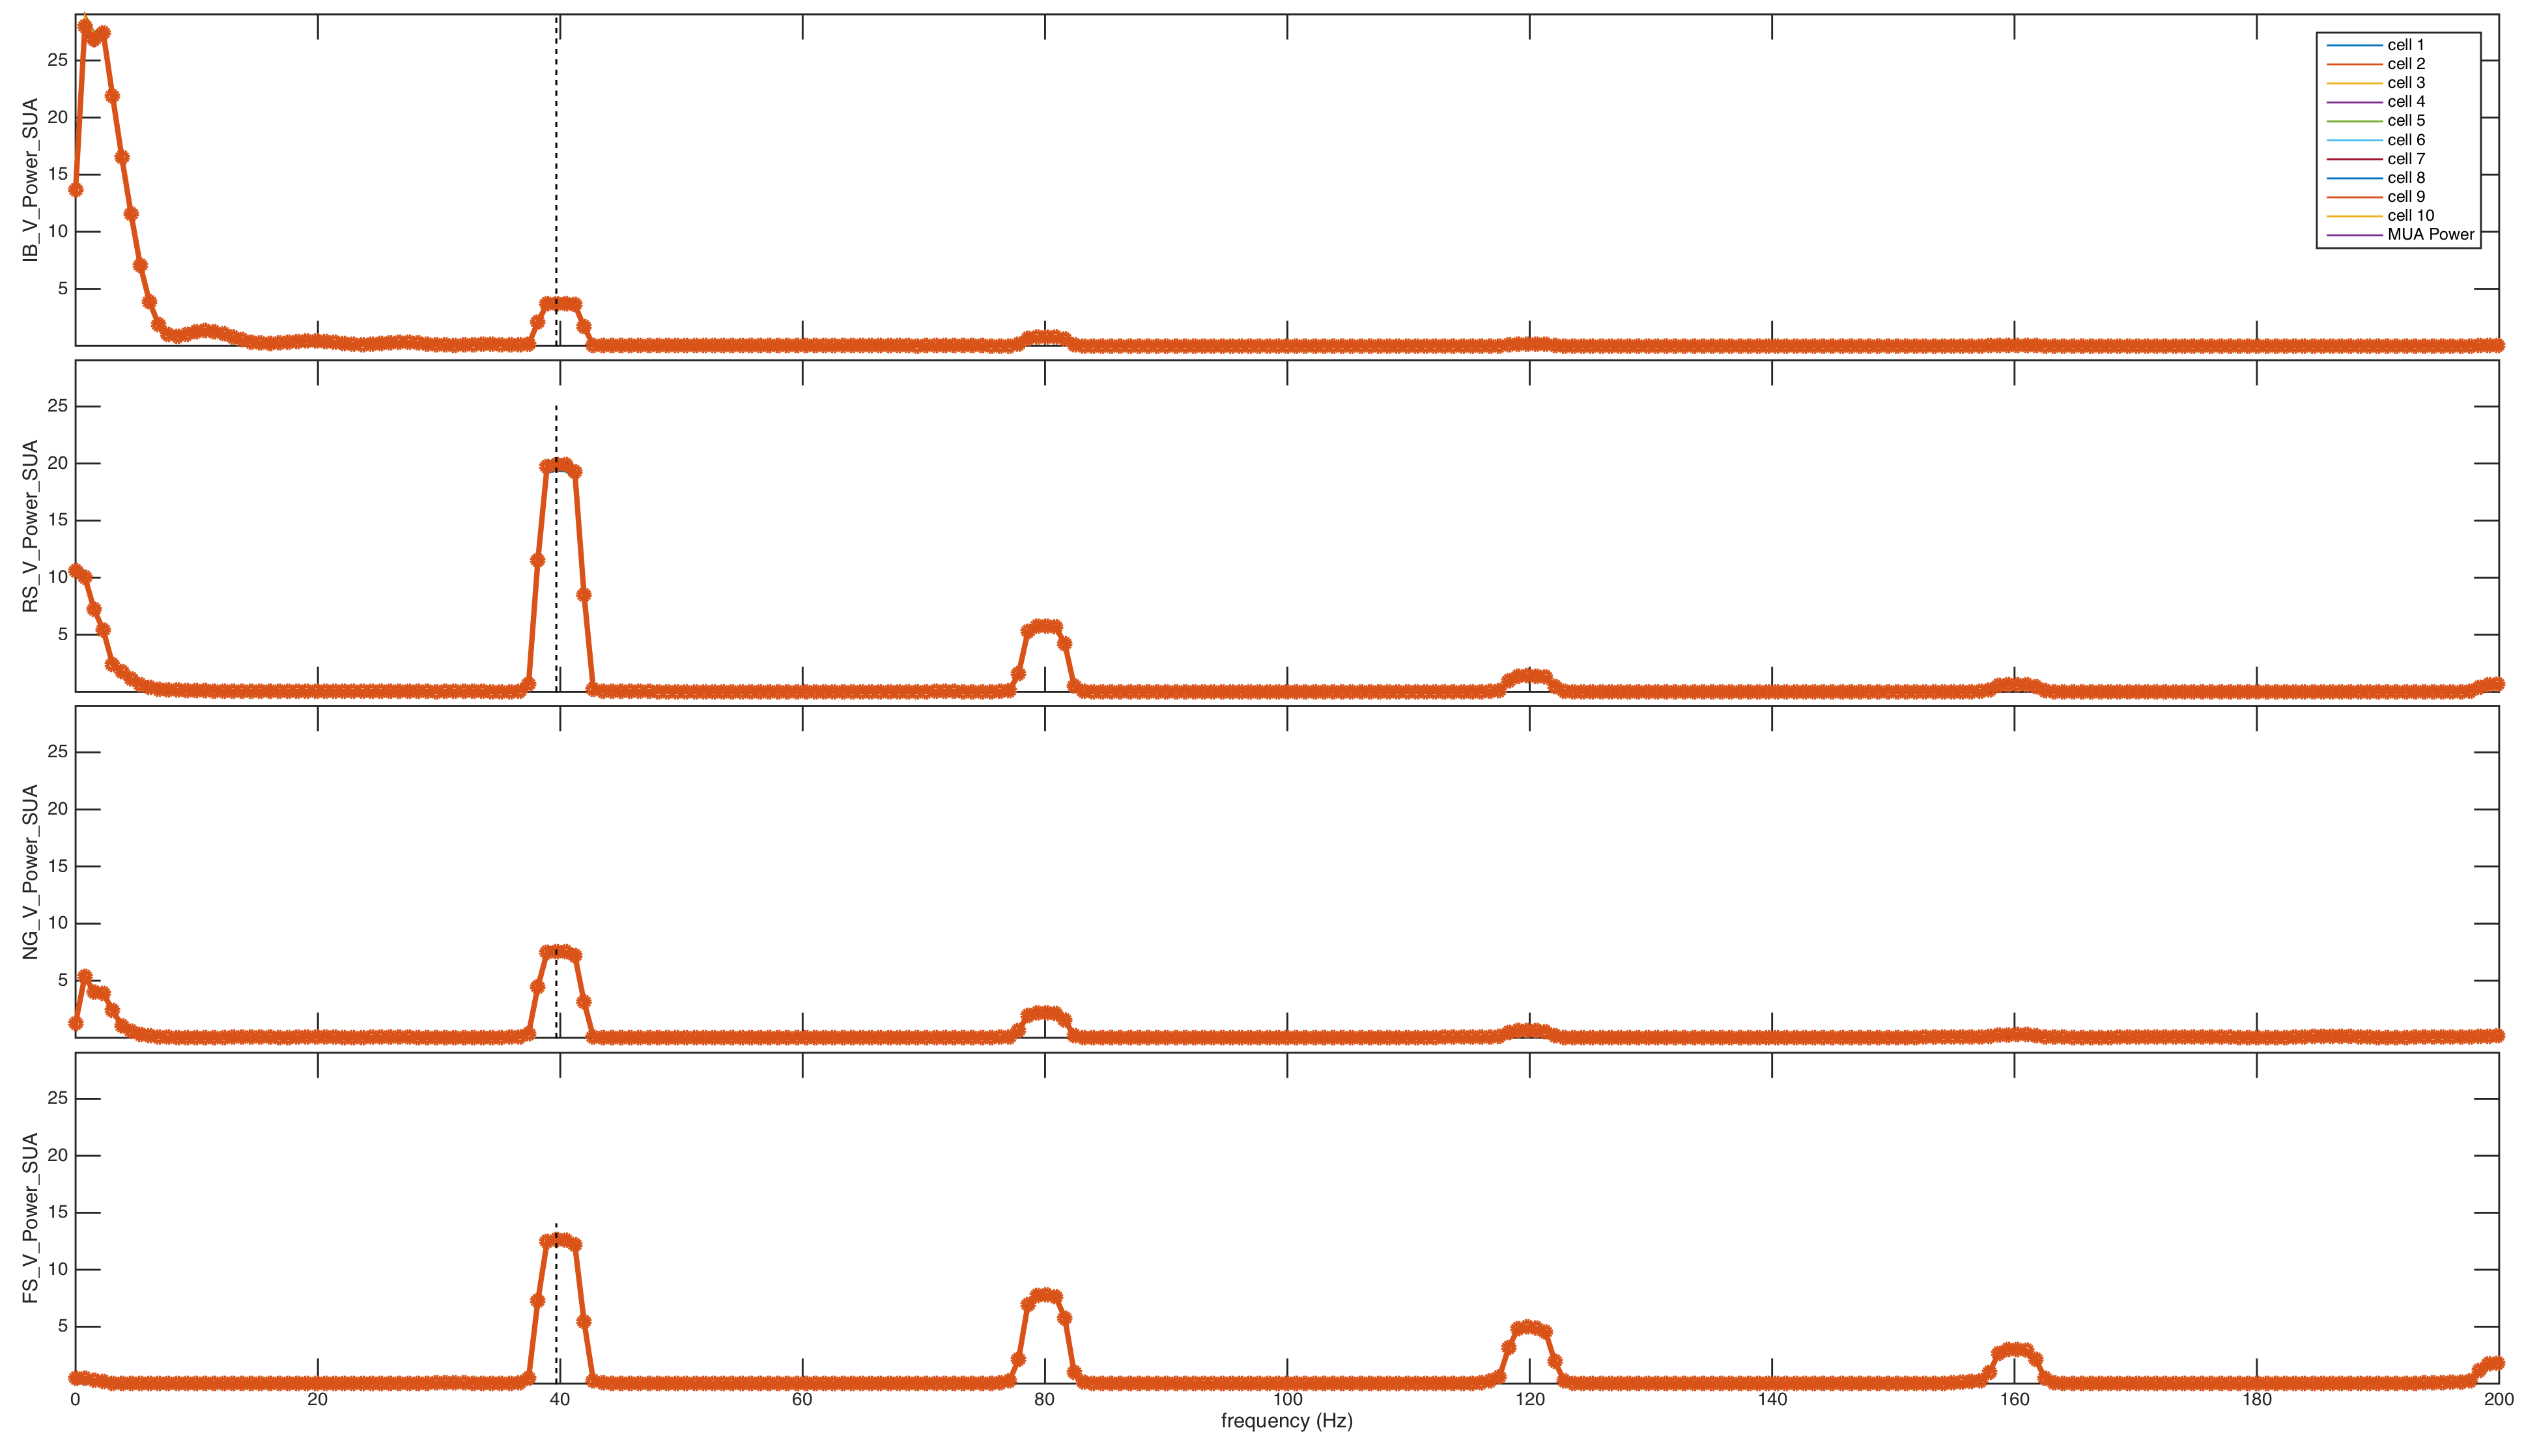 IB_V_Power_SUA
25
20
15
10
5
cell 1
cell 2
cell 3
cell 4
cell 5
cell 6
cell 7
cell 8
cell 9
cell 10
MUA Power
RS_V_Power_SUA
25
20
15
10
5
NG_V_Power_SUA
25
20
15
10
5
FS_V_Power_SUA
25
20
15
10
5
0 20 40 60 80 100 120 140 160 180 200
frequency (Hz)